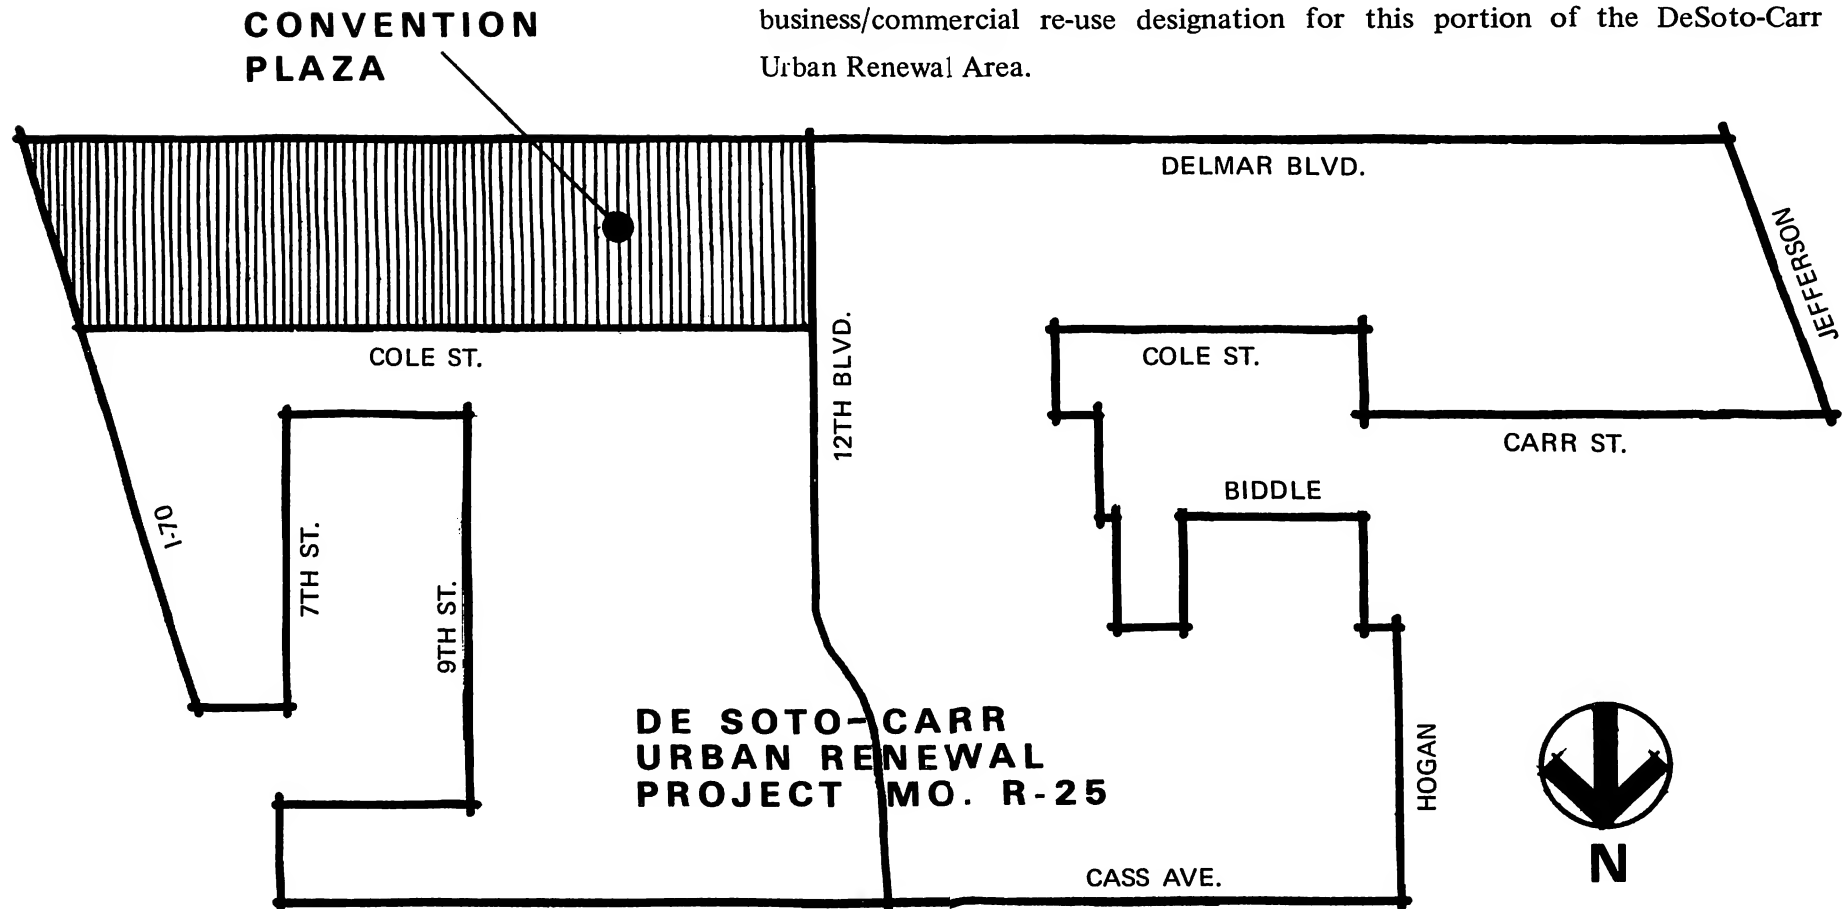 CONVENTION
PLAZA
business/commercial re-use designation for this portion of the DeSoto-Carr
Urban Renewal Area.
DELMAR BLVD.
JEFFERSON
COLE ST.
12TH BLVD.
COLE ST.
CARR ST.
BIDDLE
I-70
7TH ST.
9TH ST.
DE SOTO-CARR
URBAN RENEWAL
PROJECT MO. R-25
HOGAN
CASS AVE.
N